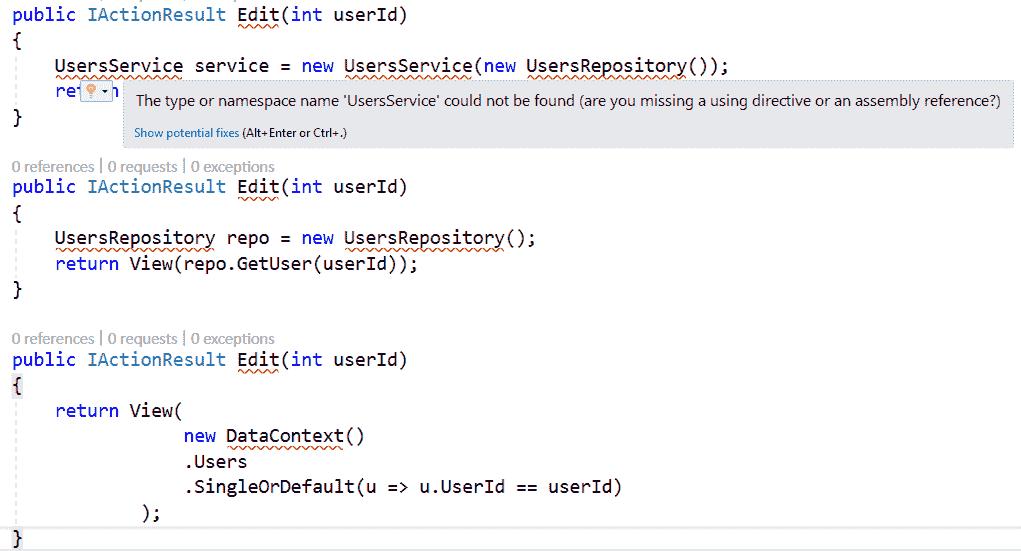 public IActionResult Edit(int userId)
{
UsersService service = new UsersService(new UsersRepository());
The type or namespace name 'UsersService' could not be found (are you missing a using directive or an assembly reference?)
Show potential fixes (Alt+Enter or Ctrl+.)
}
0 references | 0 requests | 0 exceptions
public IActionResult Edit(int userId)
{
UsersRepository repo = new UsersRepository();
return View(repo.GetUser(userId));
}
0 references | 0 requests | 0 exceptions
public IActionResult Edit(int userId)
{
return View(
new DataContext()
.Users
.SingleOrDefault(u => u.UserId == userId)
);
}